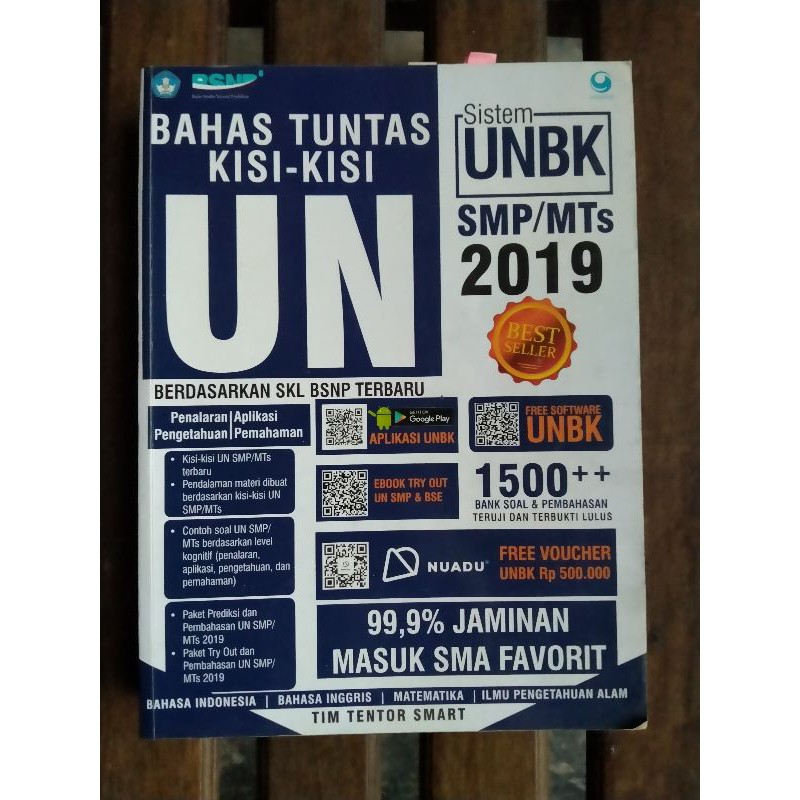 BSNP
BAHAS TUNTAS
KISI-KISI
UN
BERDASARKAN SKL BSNP TERBARU
Sistem
UNBK
SMP/MTs
2019
BEST
SELLER
Penalaran | Aplikasi
Pengetahuan | Pemahaman
• Kisi-kisi UN SMP/MTs
terbaru
• Pendalaman materi dibuat
berdasarkan kisi-kisi UN
SMP/MTs
• Contoh soal UN SMP/
MTs berdasarkan level
kognitif (penalaran,
aplikasi, pengetahuan, dan
pemahaman)
• Paket Prediksi dan
Pembahasan UN SMP/
MTs 2019
• Paket Try Out dan
Pembahasan UN SMP/
MTs 2019
GET IT ON
Google Play
APLIKASI UNBK
FREE SOFTWARE
UNBK
EBOOK TRY OUT
UN SMP & BSE
1500++
BANK SOAL & PEMBAHASAN
TERUJI DAN TERBUKTI LULUS
NUADU
FREE VOUCHER
UNBK Rp 500.000
99,9% JAMINAN
MASUK SMA FAVORIT
BAHASA INDONESIA | BAHASA INGGRIS | MATEMATIKA | ILMU PENGETAHUAN ALAM
TIM TENTOR SMART